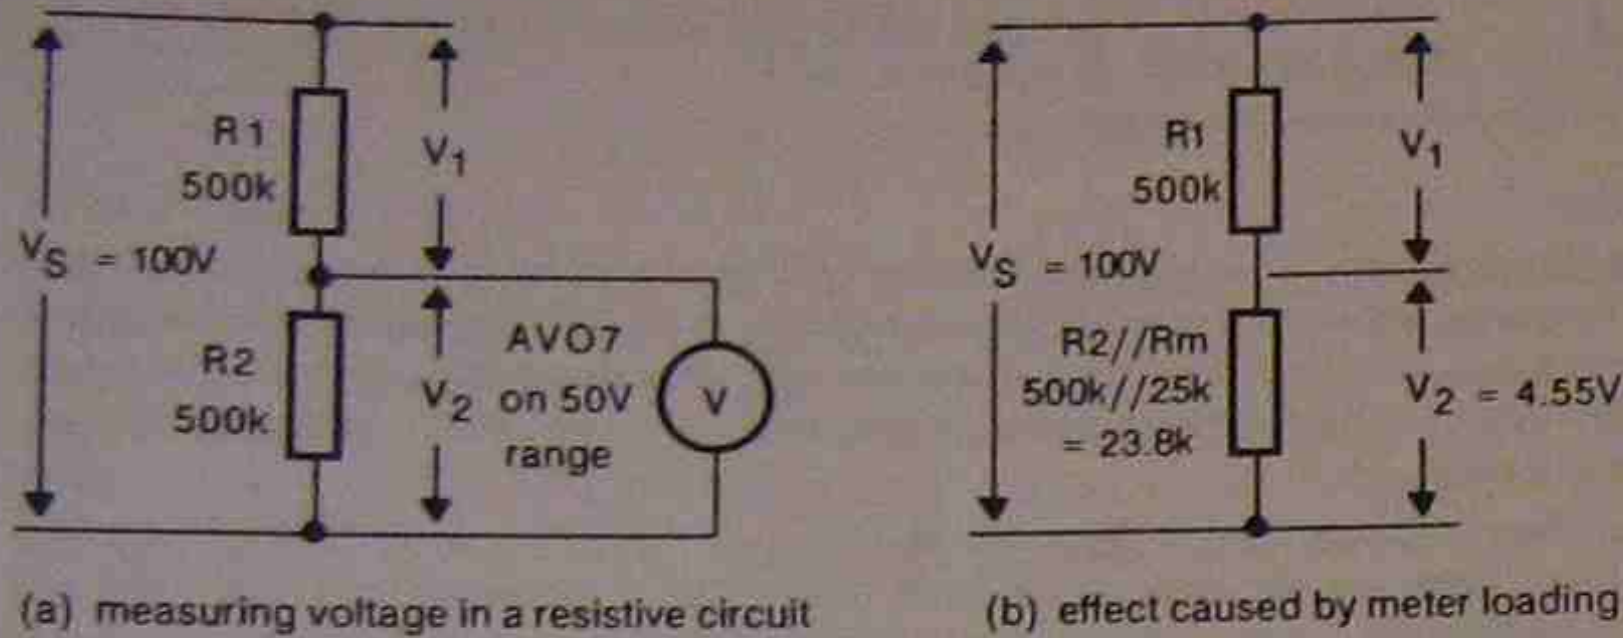 R1
500k
V1
VS = 100V
R2
500k
V2
AVO7
on 50V
range
V
(a) measuring voltage in a resistive circuit
R1
500k
V1
VS = 100V
R2//Rm
500k//25k
= 23.8k
V2 = 4.55V
(b) effect caused by meter loading